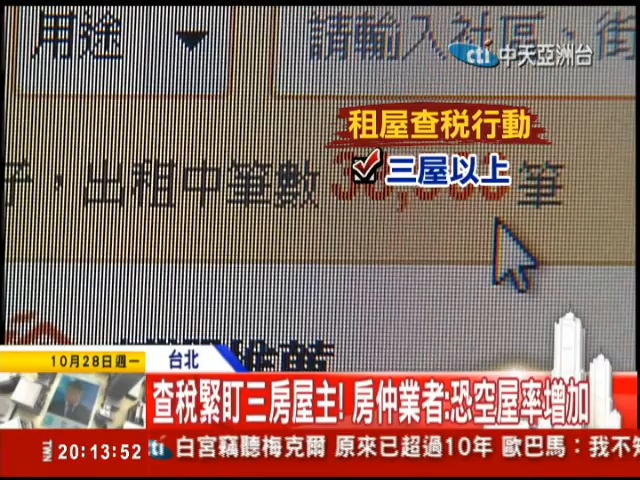 用途
請輸入社區、街
cti 中天亞洲台
租屋查稅行動
三屋以上
，出租中筆數
筆
10月28日週一
台北
查稅緊盯三房屋主! 房仲業者:恐空屋率增加
TWN 20:13:52
cti 白宮竊聽梅克爾 原來已超過10年 歐巴馬:我不知